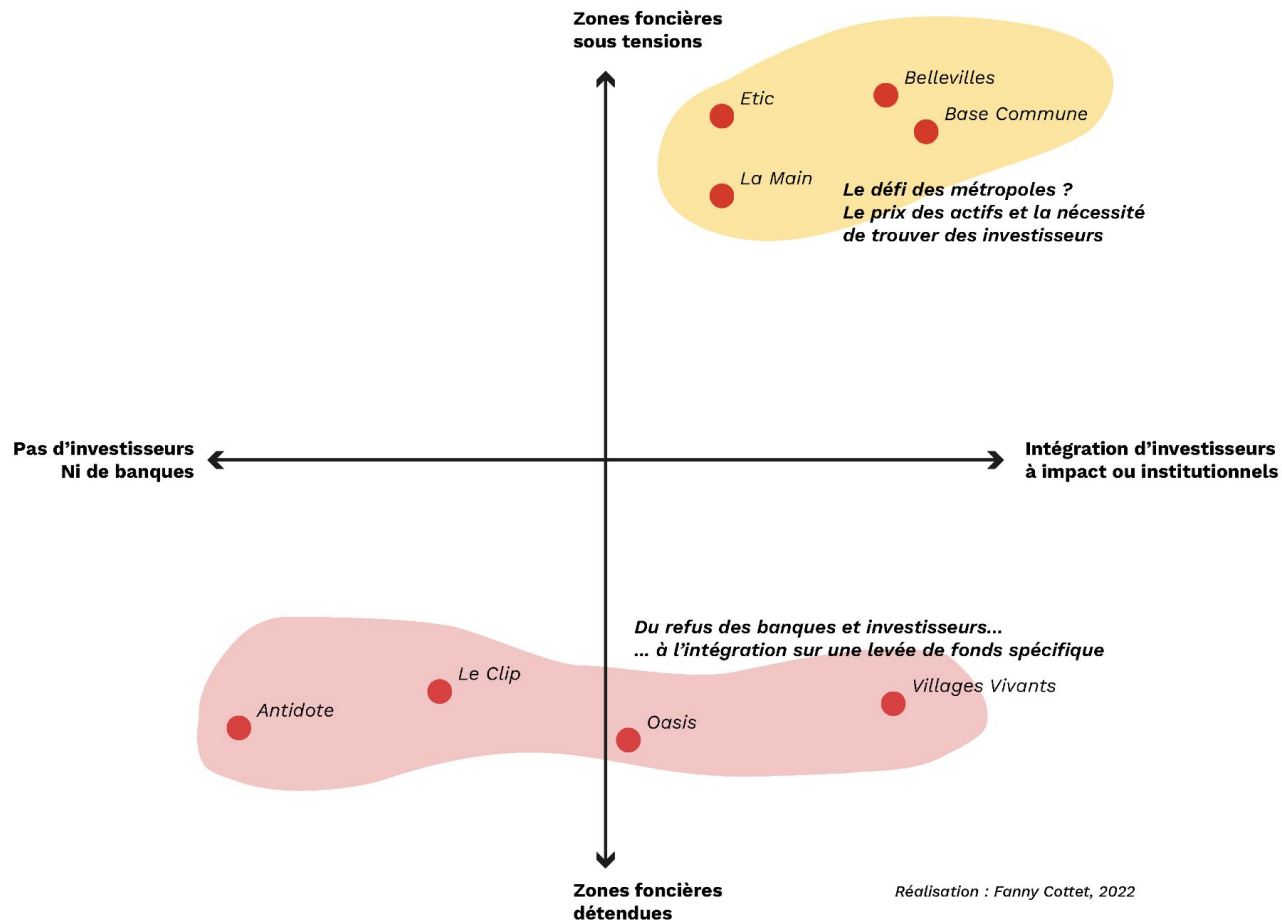 Zones foncières
sous tensions
Bellevilles
Etic
Base Commune
La Main
Le défi des métropoles ?
Le prix des actifs et la nécessité
de trouver des investisseurs
Pas d'investisseurs
Ni de banques
Intégration d'investisseurs
à impact ou institutionnels
Du refus des banques et investisseurs...
... à l'intégration sur une levée de fonds spécifique
Le Clip
Villages Vivants
Antidote
Oasis
Zones foncières
détendues
Réalisation : Fanny Cottet, 2022